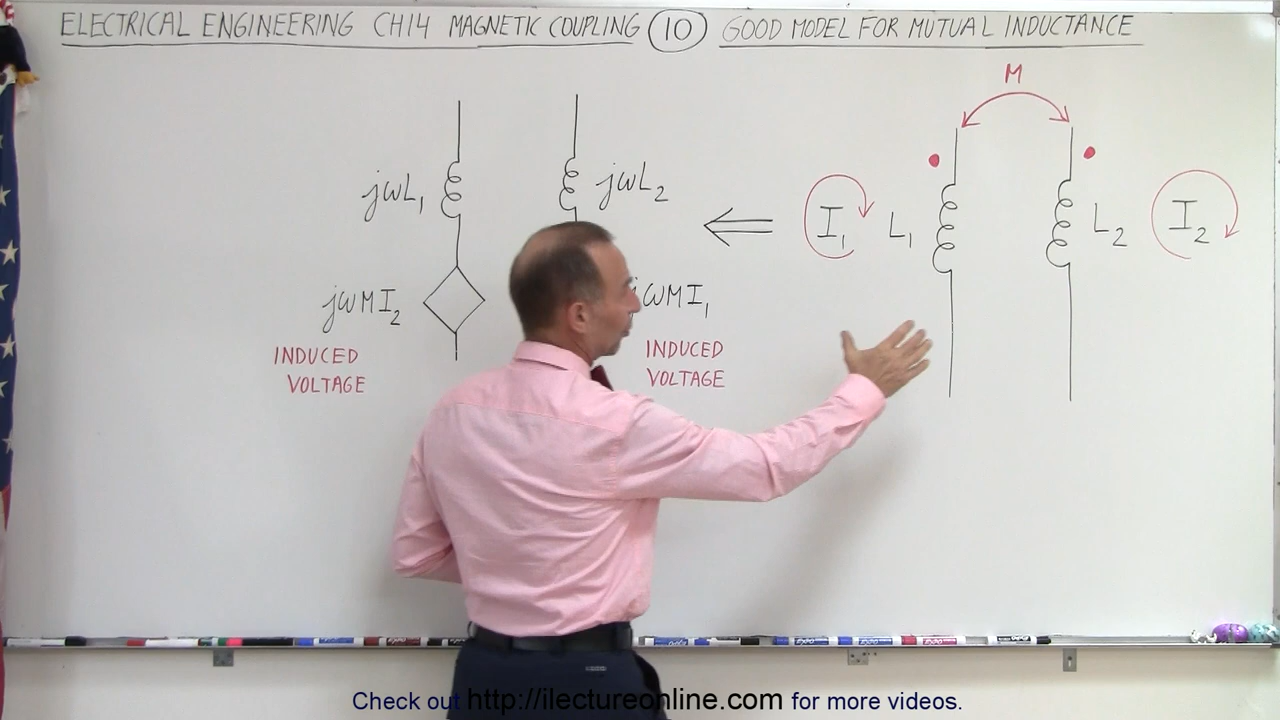 ELECTRICAL ENGINEERING CH14 MAGNETIC COUPLING 10 GOOD MODEL FOR MUTUAL INDUCTANCE
M
jωL₁
jωL₂
I₁
L₁
L₂
I₂
jωMI₂
jωMI₁
INDUCED
VOLTAGE
INDUCED
VOLTAGE
Check out http://ilectureonline.com for more videos.